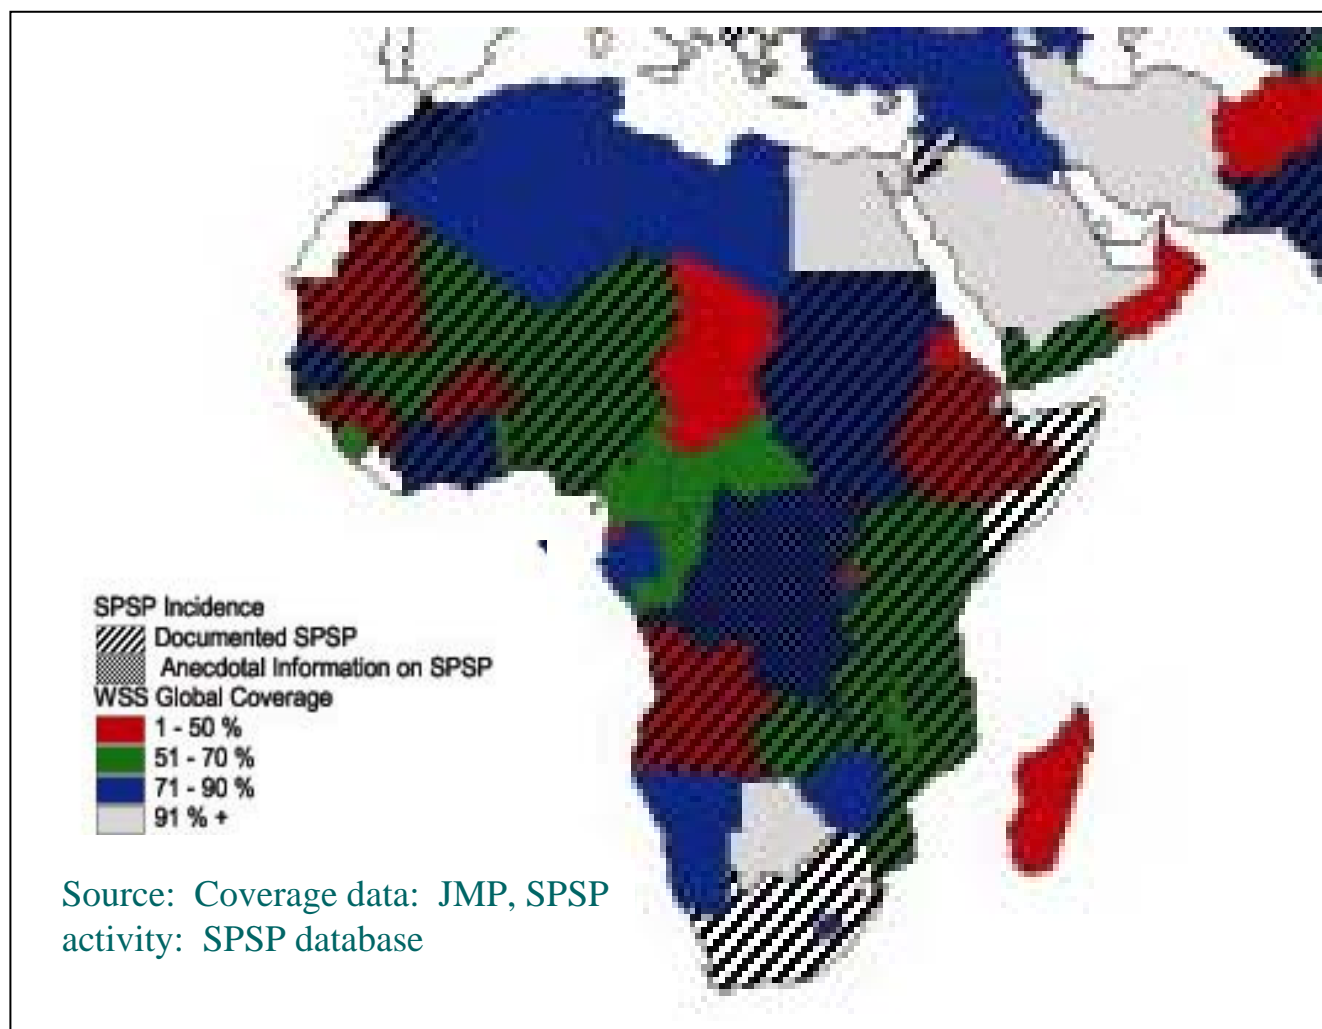 SPSP Incidence
Documented SPSP
Anecdotal Information on SPSP
WSS Global Coverage
1 - 50 %
51 - 70 %
71 - 90 %
91 % +
Source:  Coverage data:  JMP, SPSP
activity:  SPSP database